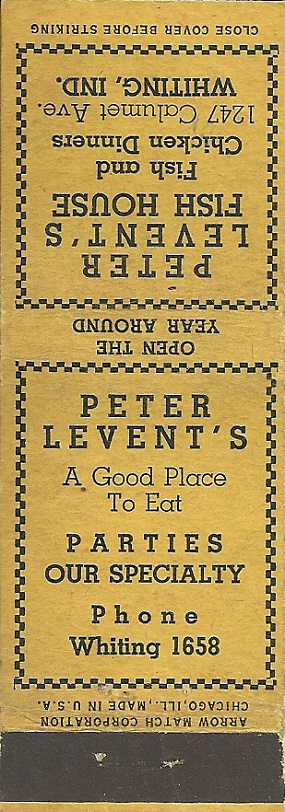 CLOSE COVER BEFORE STRIKING
PETER
LEVENT'S
FISH HOUSE
Fish and
Chicken Dinners
1247 Calumet Ave.
WHITING, IND.
OPEN THE
YEAR AROUND
PETER
LEVENT'S
A Good Place
To Eat
PARTIES
OUR SPECIALTY
Phone
Whiting 1658
ARROW MATCH CORPORATION
CHICAGO, ILL., MADE IN U.S.A.